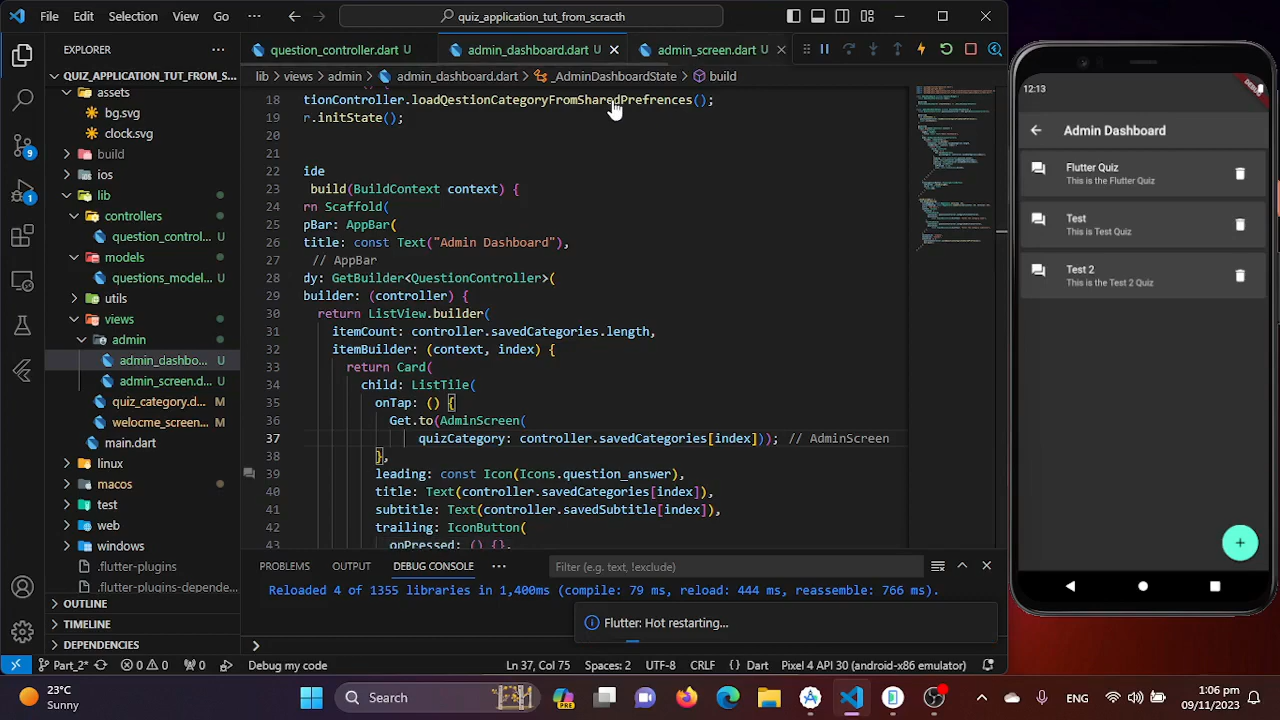 File Edit Selection View Go ...
quiz_application_tut_from_scracth
EXPLORER
question_controller.dart U
admin_dashboard.dart U
admin_screen.dart U
QUIZ_APPLICATION_TUT_FROM_S...
lib > views > admin > admin_dashboard.dart > _AdminDashboardState > build
assets
bg.svg
clock.svg
build
ios
lib
controllers
question_control... U
models
questions_model... U
utils
views
admin
admin_dashbo... U
admin_screen.d... U
quiz_category.d... M
welocme_screen... M
main.dart
linux
macos
test
web
windows
.flutter-plugins
.flutter-plugins-depende...
OUTLINE
TIMELINE
DEPENDENCIES
18
r.initState();
20
21
ide
build(BuildContext context) {
24 rn Scaffold(
25 pBar: AppBar(
26 title: const Text("Admin Dashboard"),
27 // AppBar
28 dy: GetBuilder<QuestionController>(
29 builder: (controller) {
30 return ListView.builder(
31 itemCount: controller.savedCategories.length,
32 itemBuilder: (context, index) {
33 return Card(
34 child: ListTile(
35 onTap: () {
36 Get.to(AdminScreen(
37 quizCategory: controller.savedCategories[index])); // AdminScreen
38 },
39 leading: const Icon(Icons.question_answer),
40 title: Text(controller.savedCategories[index]),
41 subtitle: Text(controller.savedSubtitle[index]),
42 trailing: IconButton(
onPressed: () {},
PROBLEMS OUTPUT DEBUG CONSOLE ...
Filter (e.g. text, !exclude)
Reloaded 4 of 1355 libraries in 1,400ms (compile: 79 ms, reload: 444 ms, reassemble: 766 ms).
Flutter: Hot restarting...
9
1
Part_2* 0 0 0 Debug my code
Ln 37, Col 75 Spaces: 2 UTF-8 CRLF {} Dart Pixel 4 API 30 (android-x86 emulator)
12:13
DEBUG
Admin Dashboard
Flutter Quiz
This is the Flutter Quiz
Test
This is Test Quiz
Test 2
This is the Test 2 Quiz
+
23°C
Sunny
Search
PRE
ENG
1:06 pm
09/11/2023